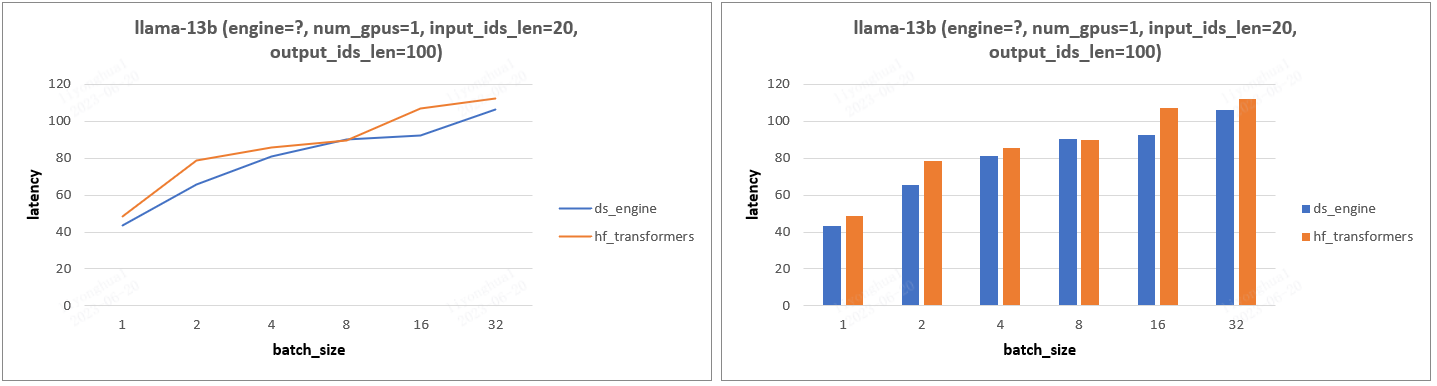 llama-13b (engine=?, num_gpus=1, input_ids_len=20,
output_ids_len=100)
120
100
80
60
40
20
0
latency
1 2 4 8 16 32
batch_size
ds_engine
hf_transformers
llama-13b (engine=?, num_gpus=1, input_ids_len=20,
output_ids_len=100)
120
100
80
60
40
20
0
latency
1 2 4 8 16 32
batch_size
ds_engine
hf_transformers